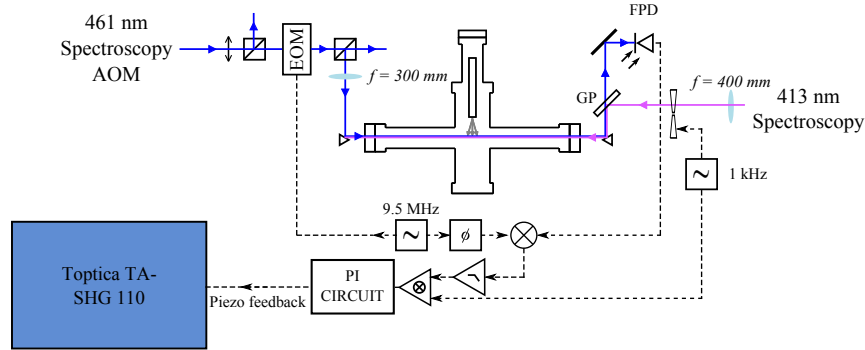 461 nm
Spectroscopy
AOM
EOM
f = 300 mm
FPD
GP
f = 400 mm
413 nm
Spectroscopy
1 kHz
~
9.5 MHz
~
ϕ
Toptica TA-
SHG 110
Piezo feedback
PI
CIRCUIT